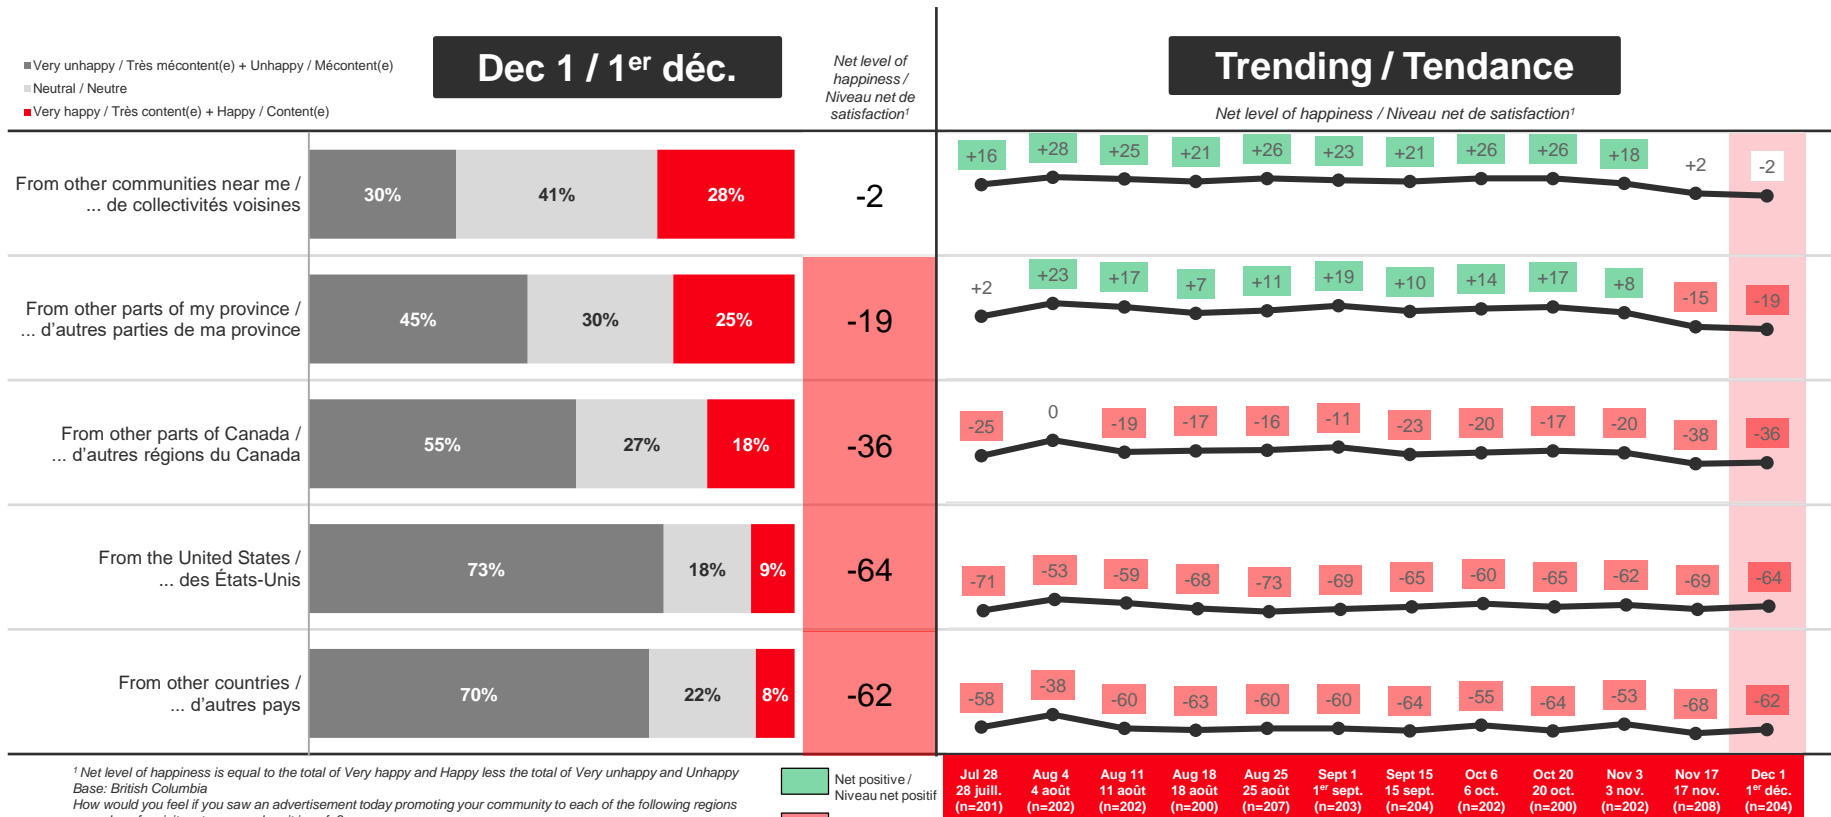 Very unhappy / Très mécontent(e) + Unhappy / Mécontent(e)
Neutral / Neutre
Very happy / Très content(e) + Happy / Content(e)
Dec 1 / 1er déc.
Net level of
happiness /
Niveau net de
satisfaction¹
Trending / Tendance
Net level of happiness / Niveau net de satisfaction¹
From other communities near me /
... de collectivités voisines
30% 41% 28%
-2
+16 +28 +25 +21 +26 +23 +21 +26 +26 +18 +2 -2
From other parts of my province /
... d'autres parties de ma province
45% 30% 25%
-19
+2 +23 +17 +7 +11 +19 +10 +14 +17 +8 -15 -19
From other parts of Canada /
... d'autres régions du Canada
55% 27% 18%
-36
-25 0 -19 -17 -16 -11 -23 -20 -17 -20 -38 -36
From the United States /
... des États-Unis
73% 18% 9%
-64
-71 -53 -59 -68 -73 -69 -65 -60 -65 -62 -69 -64
From other countries /
... d'autres pays
70% 22% 8%
-62
-58 -38 -60 -63 -60 -60 -64 -55 -64 -53 -68 -62
¹ Net level of happiness is equal to the total of Very happy and Happy less the total of Very unhappy and Unhappy
Base: British Columbia
How would you feel if you saw an advertisement today promoting your community to each of the following regions
Net positive /
Niveau net positif
Jul 28 Aug 4 Aug 11 Aug 18 Aug 25 Sept 1 Sept 15 Oct 6 Oct 20 Nov 3 Nov 17 Dec 1
28 juill. 4 août 11 août 18 août 25 août 1er sept. 15 sept. 6 oct. 20 oct. 3 nov. 17 nov. 1er déc.
(n=201) (n=202) (n=202) (n=200) (n=207) (n=203) (n=204) (n=202) (n=200) (n=202) (n=208) (n=204)